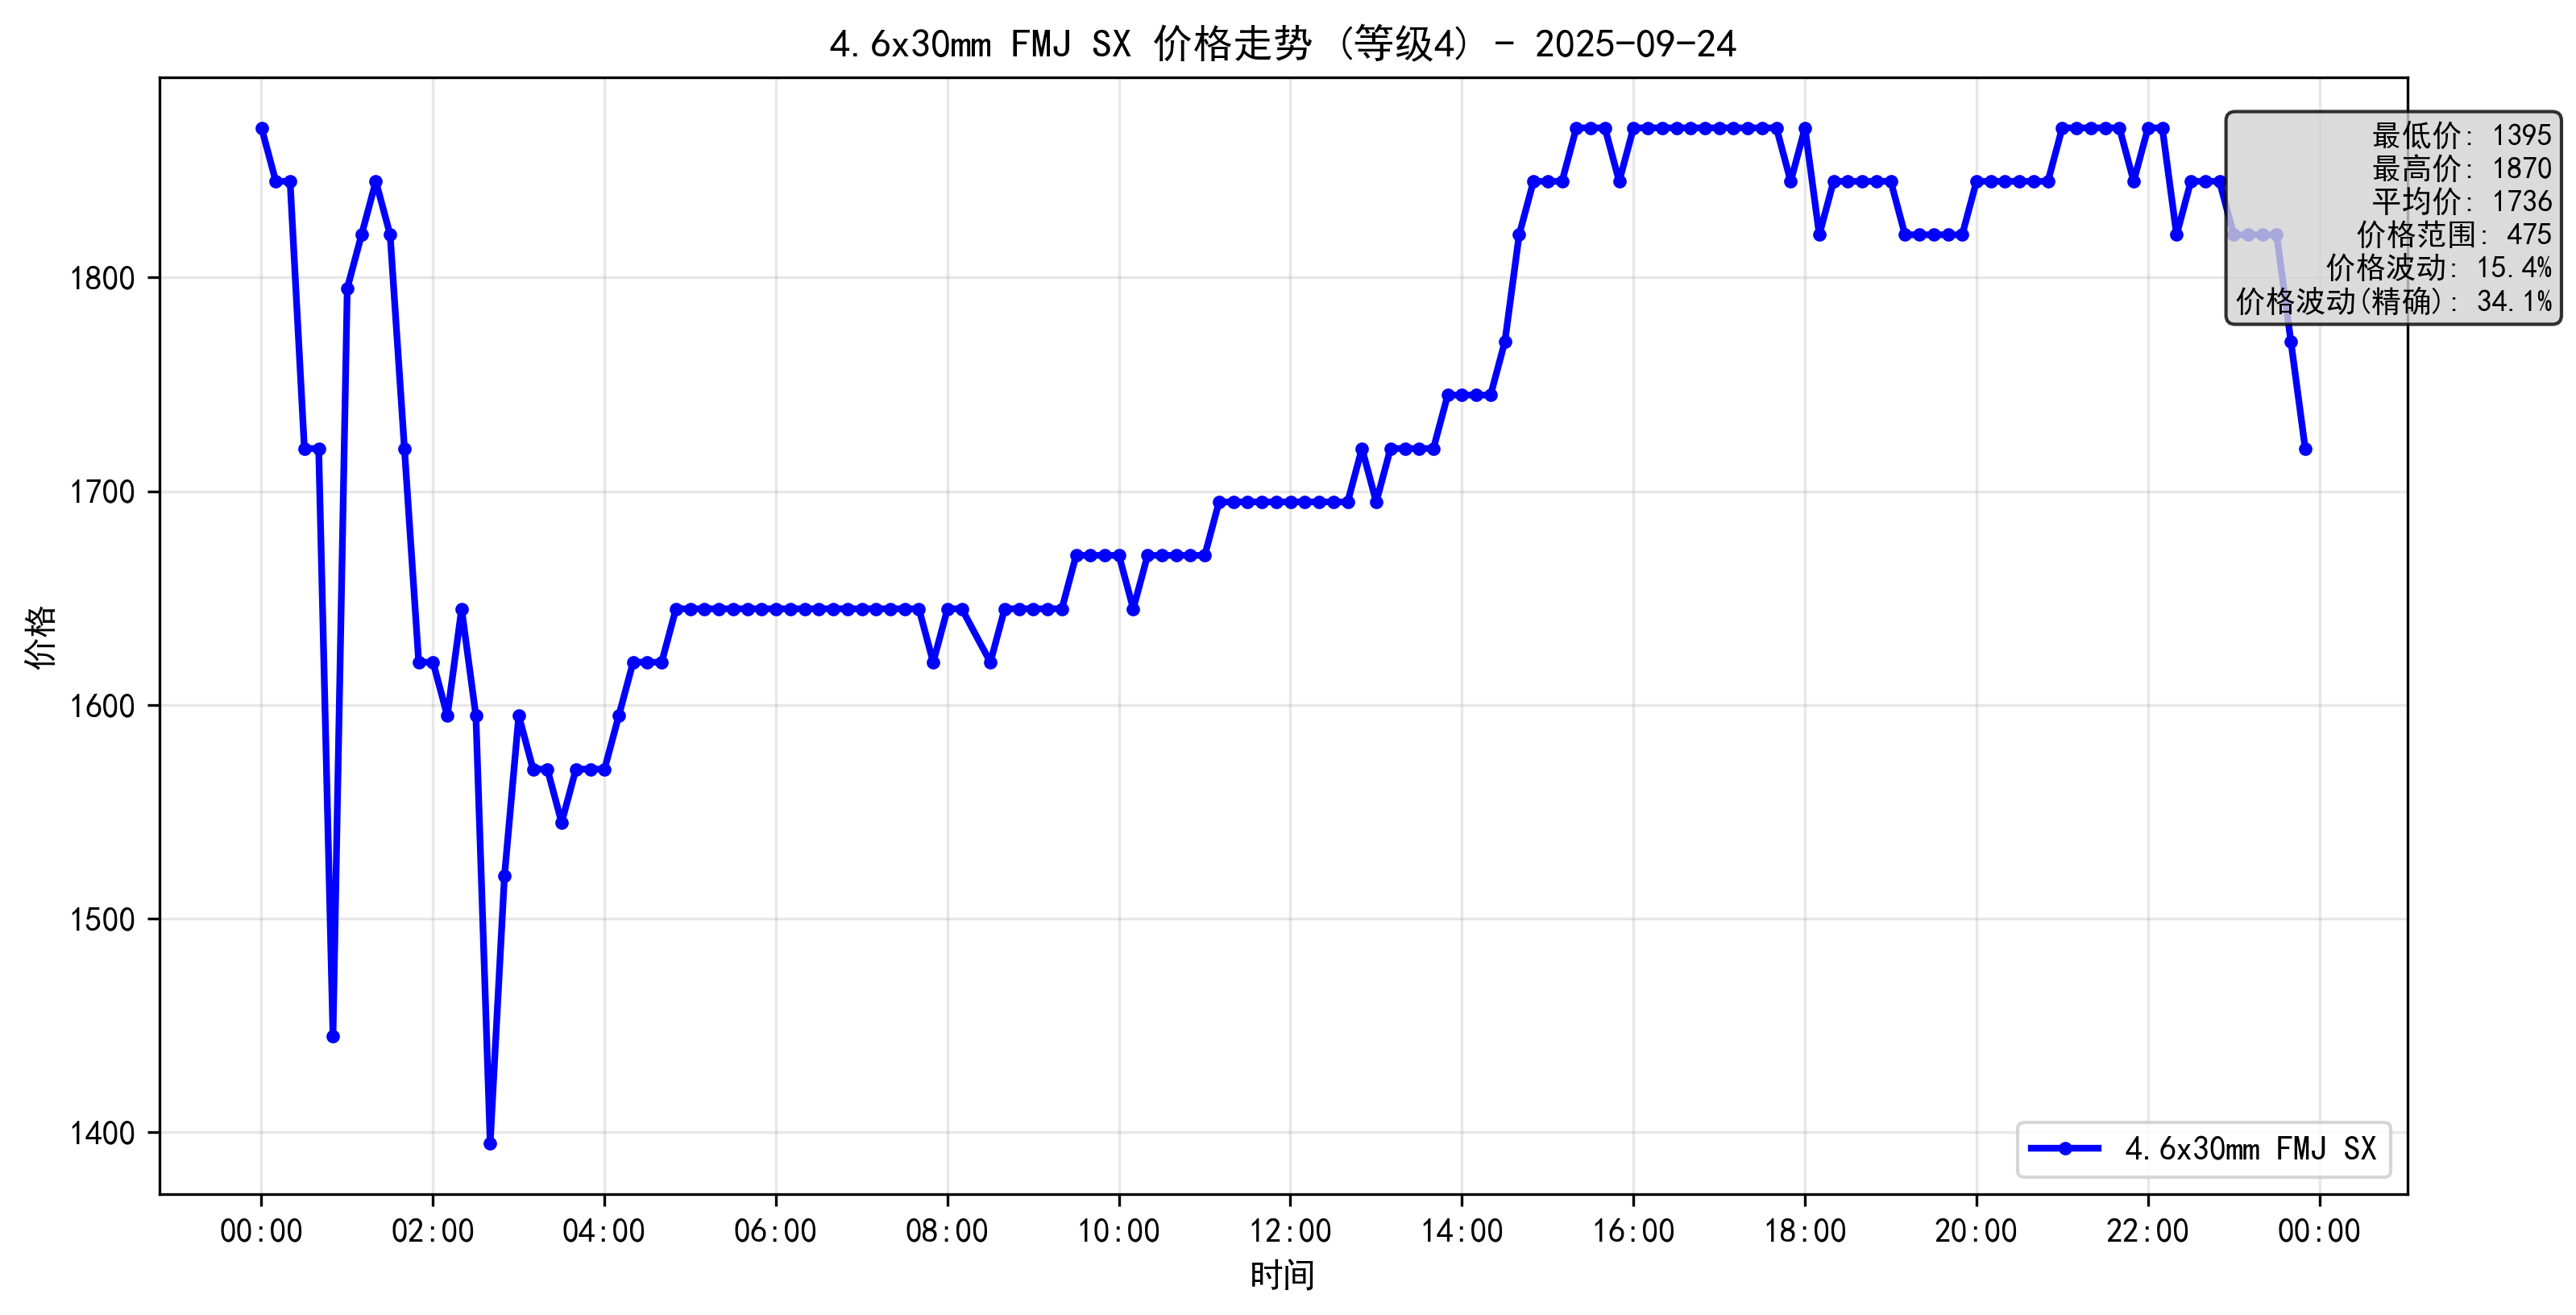 4.6x30mm FMJ SX 价格走势 (等级4) - 2025-09-24
最低价: 1395
最高价: 1870
平均价: 1736
价格范围: 475
价格波动: 15.4%
价格波动(精确): 34.1%
1800
1700
1600
1500
1400
价格
4.6x30mm FMJ SX
00:00 02:00 04:00 06:00 08:00 10:00 12:00 14:00 16:00 18:00 20:00 22:00 00:00
时间